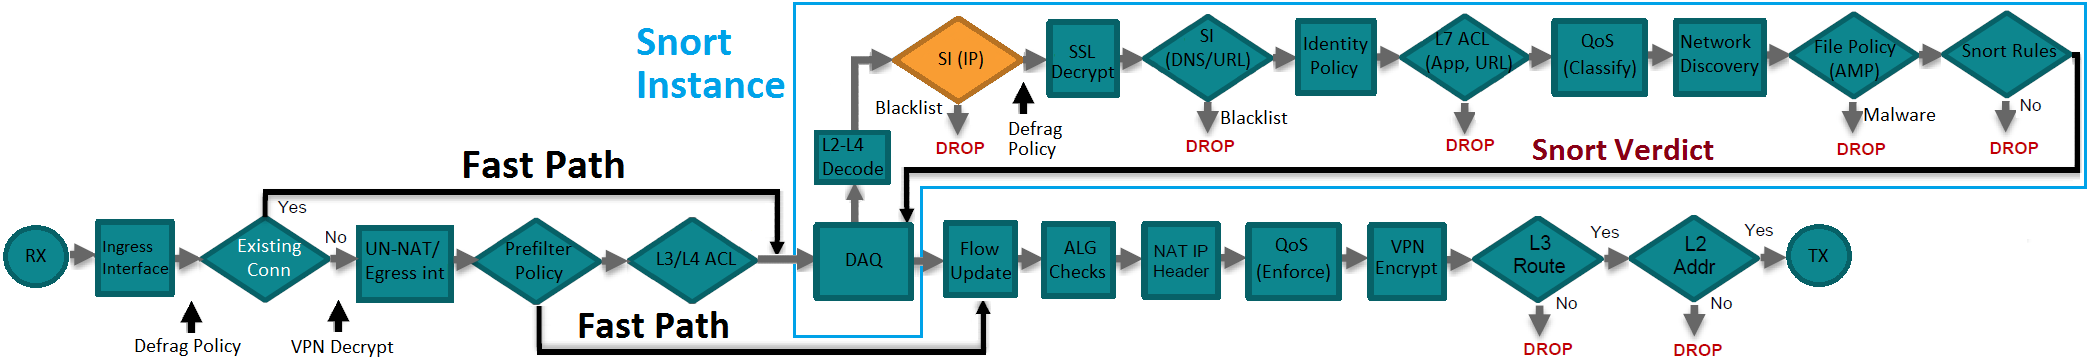 Snort
Instance
SI (IP)
SSL
Decrypt
SI
(DNS/URL)
Identity
Policy
L7 ACL
(App, URL)
QoS
(Classify)
Network
Discovery
File Policy
(AMP)
Snort Rules
Blacklist
DROP
Defrag
Policy
Blacklist
DROP
DROP
Malware
DROP
No
DROP
L2-L4
Decode
Snort Verdict
Fast Path
Yes
RX
Ingress
Interface
Existing
Conn
No
UN-NAT/
Egress int
Prefilter
Policy
L3/L4 ACL
DAQ
Flow
Update
ALG
Checks
NAT IP
Header
QoS
(Enforce)
VPN
Encrypt
L3
Route
Yes
L2
Addr
Yes
TX
No
No
Defrag Policy
VPN Decrypt
Fast Path
DROP
DROP